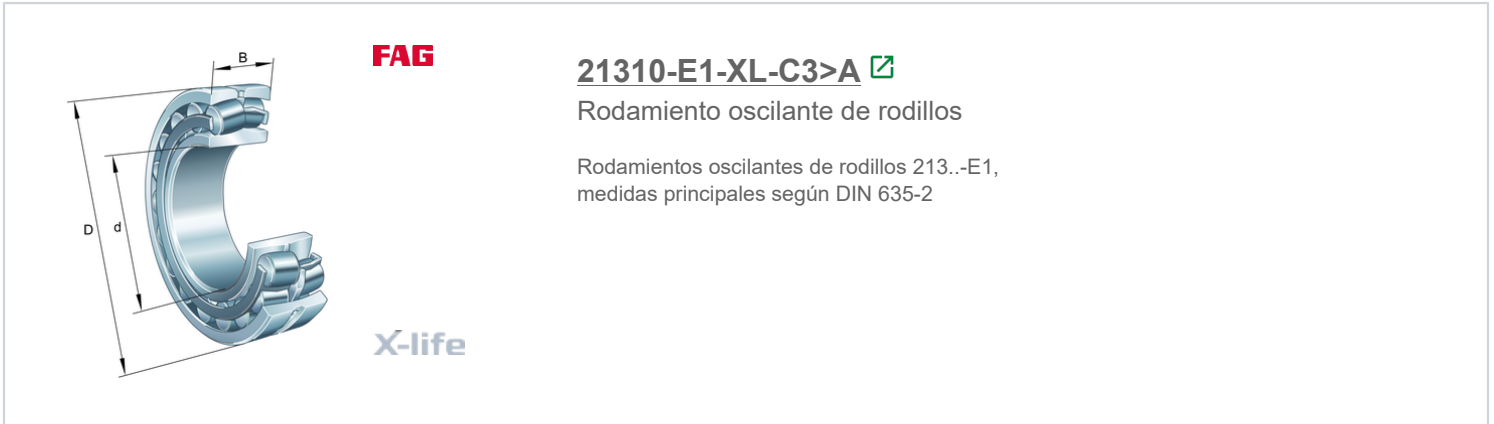 FAG
B
D
d
X-life
21310-E1-XL-C3>A
Rodamiento oscilante de rodillos
Rodamientos oscilantes de rodillos 213..-E1,
medidas principales según DIN 635-2